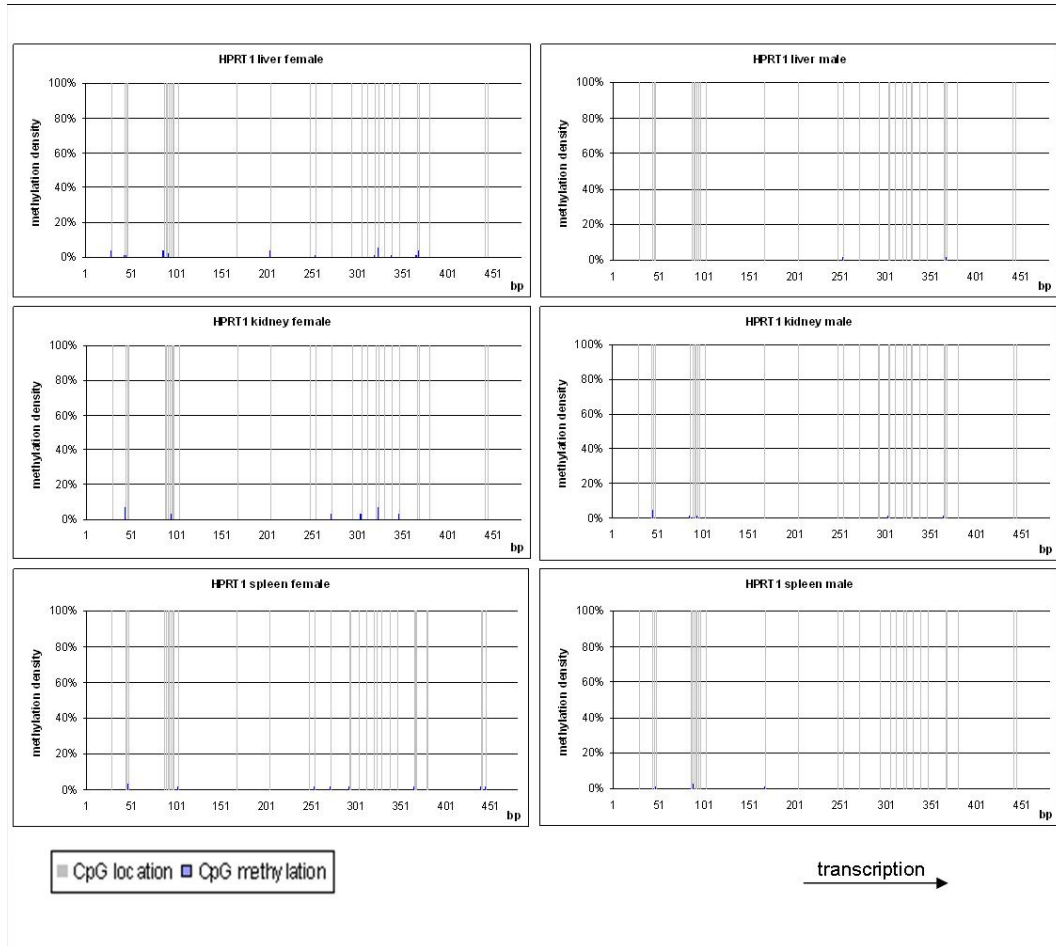 HPRT1 liver female
100%
80%
60%
40%
20%
0%
methylation density
1 51 101 151 201 251 301 351 401 451
bp
HPRT1 liver male
100%
80%
60%
40%
20%
0%
methylation density
1 51 101 151 201 251 301 351 401 451
bp
HPRT1 kidney female
100%
80%
60%
40%
20%
0%
methylation density
1 51 101 151 201 251 301 351 401 451
bp
HPRT1 kidney male
100%
80%
60%
40%
20%
0%
methylation density
1 51 101 151 201 251 301 351 401 451
bp
HPRT1 spleen female
100%
80%
60%
40%
20%
0%
methylation density
1 51 101 151 201 251 301 351 401 451
bp
HPRT1 spleen male
100%
80%
60%
40%
20%
0%
methylation density
1 51 101 151 201 251 301 351 401 451
bp
CpG location CpG methylation
transcription